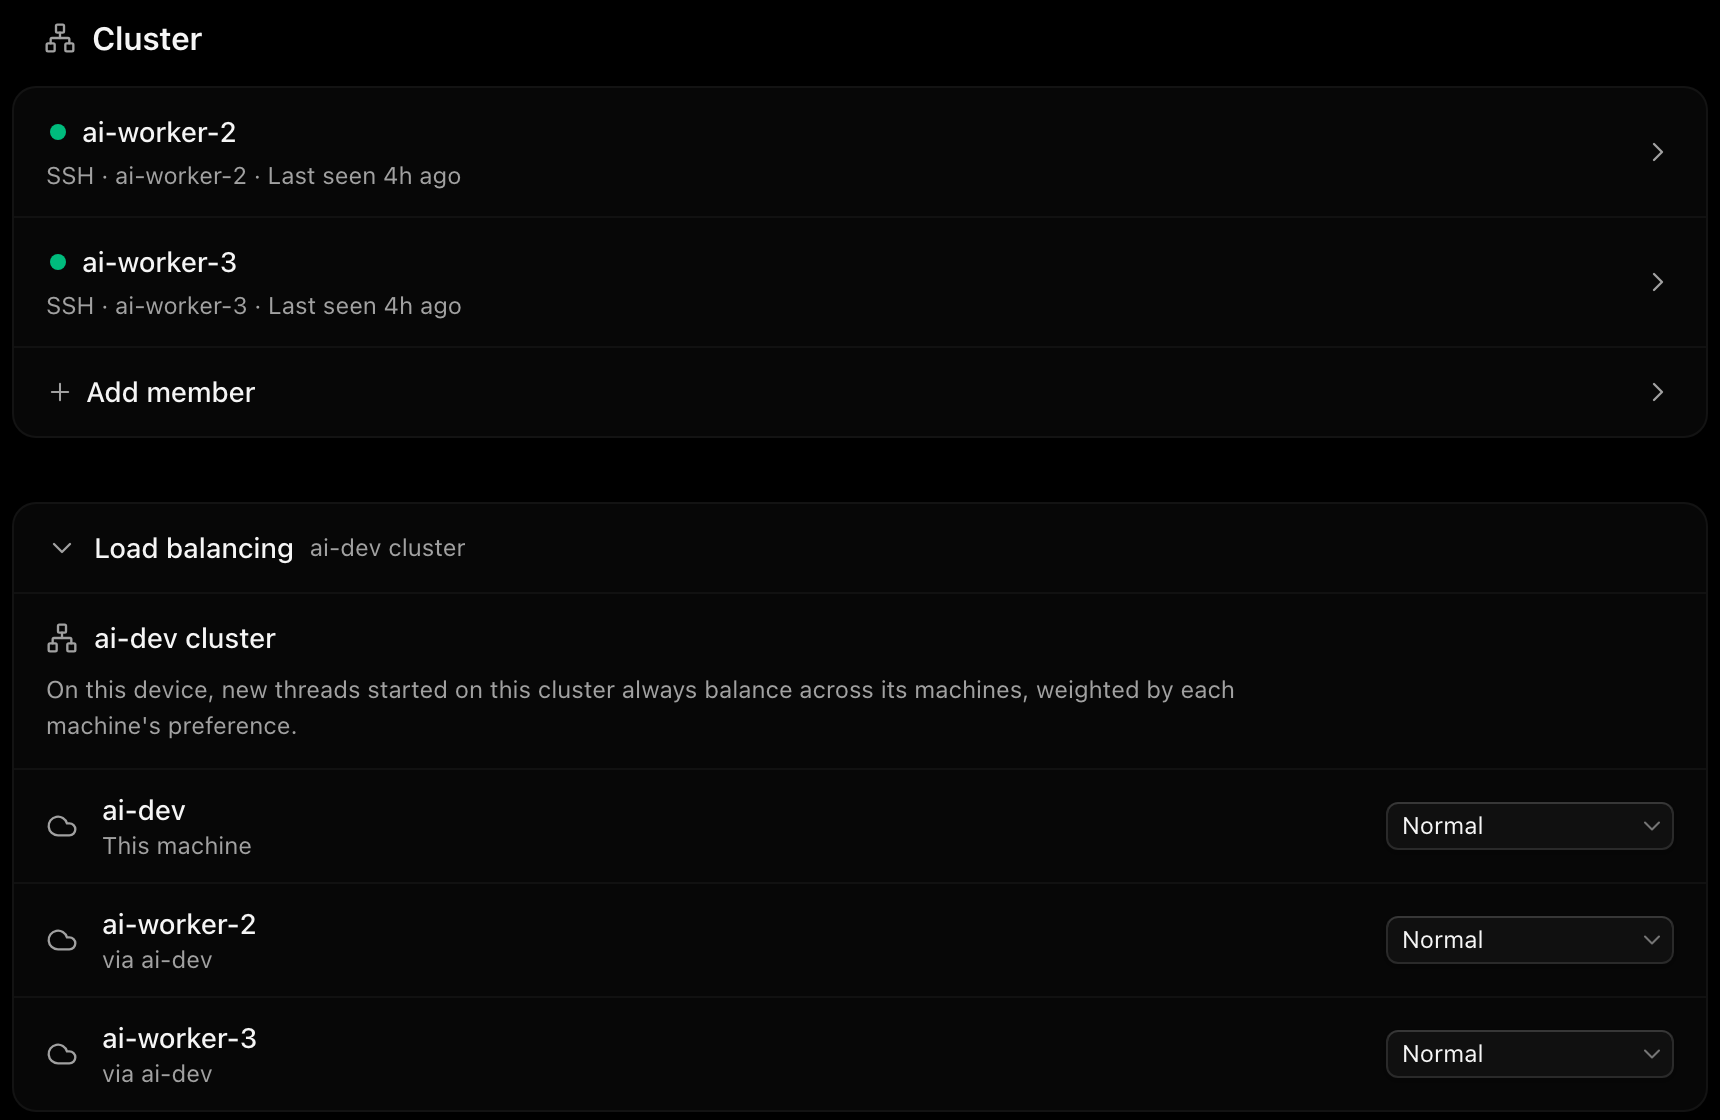 Cluster
ai-worker-2
SSH · ai-worker-2 · Last seen 4h ago
ai-worker-3
SSH · ai-worker-3 · Last seen 4h ago
Add member
Load balancing ai-dev cluster
ai-dev cluster
On this device, new threads started on this cluster always balance across its machines, weighted by each
machine's preference.
ai-dev
This machine
Normal
ai-worker-2
via ai-dev
Normal
ai-worker-3
via ai-dev
Normal